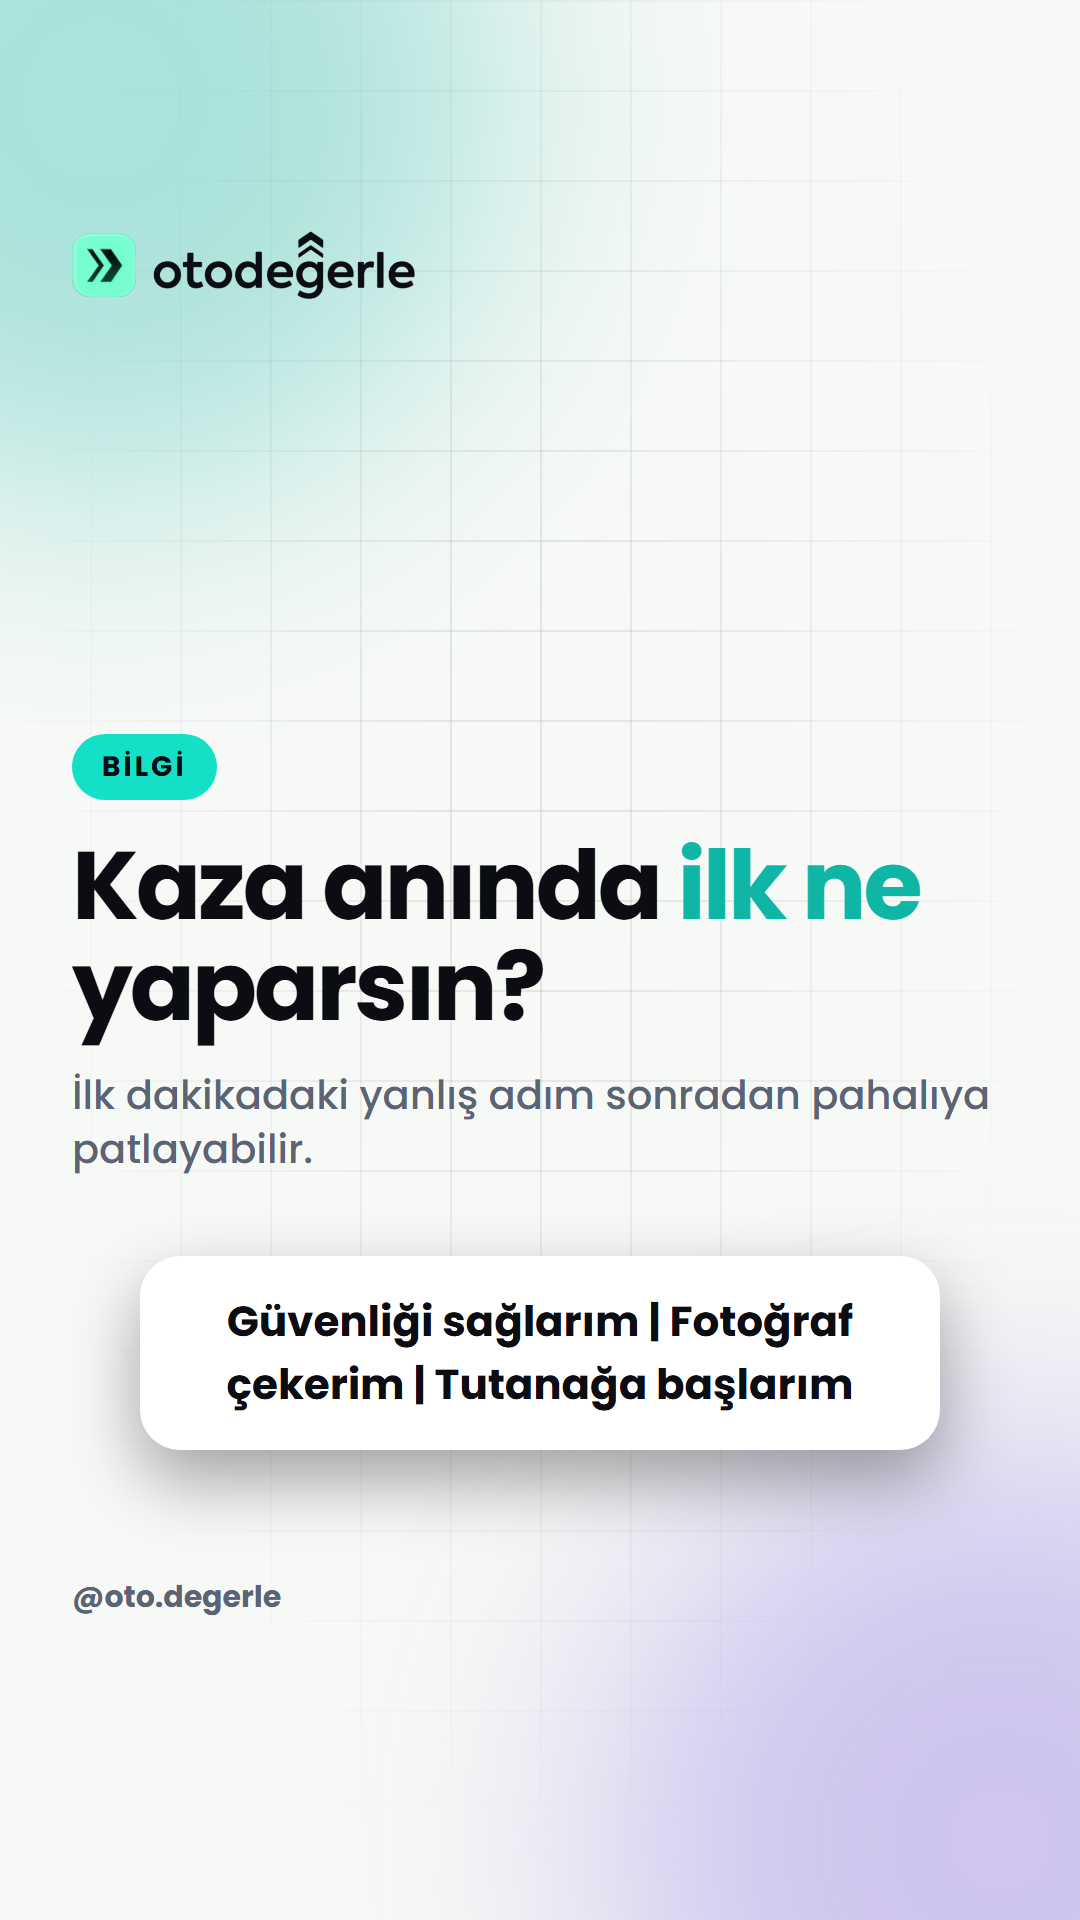 otodeğerle
BİLGİ
Kaza anında ilk ne
yaparsın?
İlk dakikadaki yanlış adım sonradan pahalıya
patlayabilir.
Güvenliği sağlarım | Fotoğraf
çekerim | Tutanağa başlarım
@oto.degerle